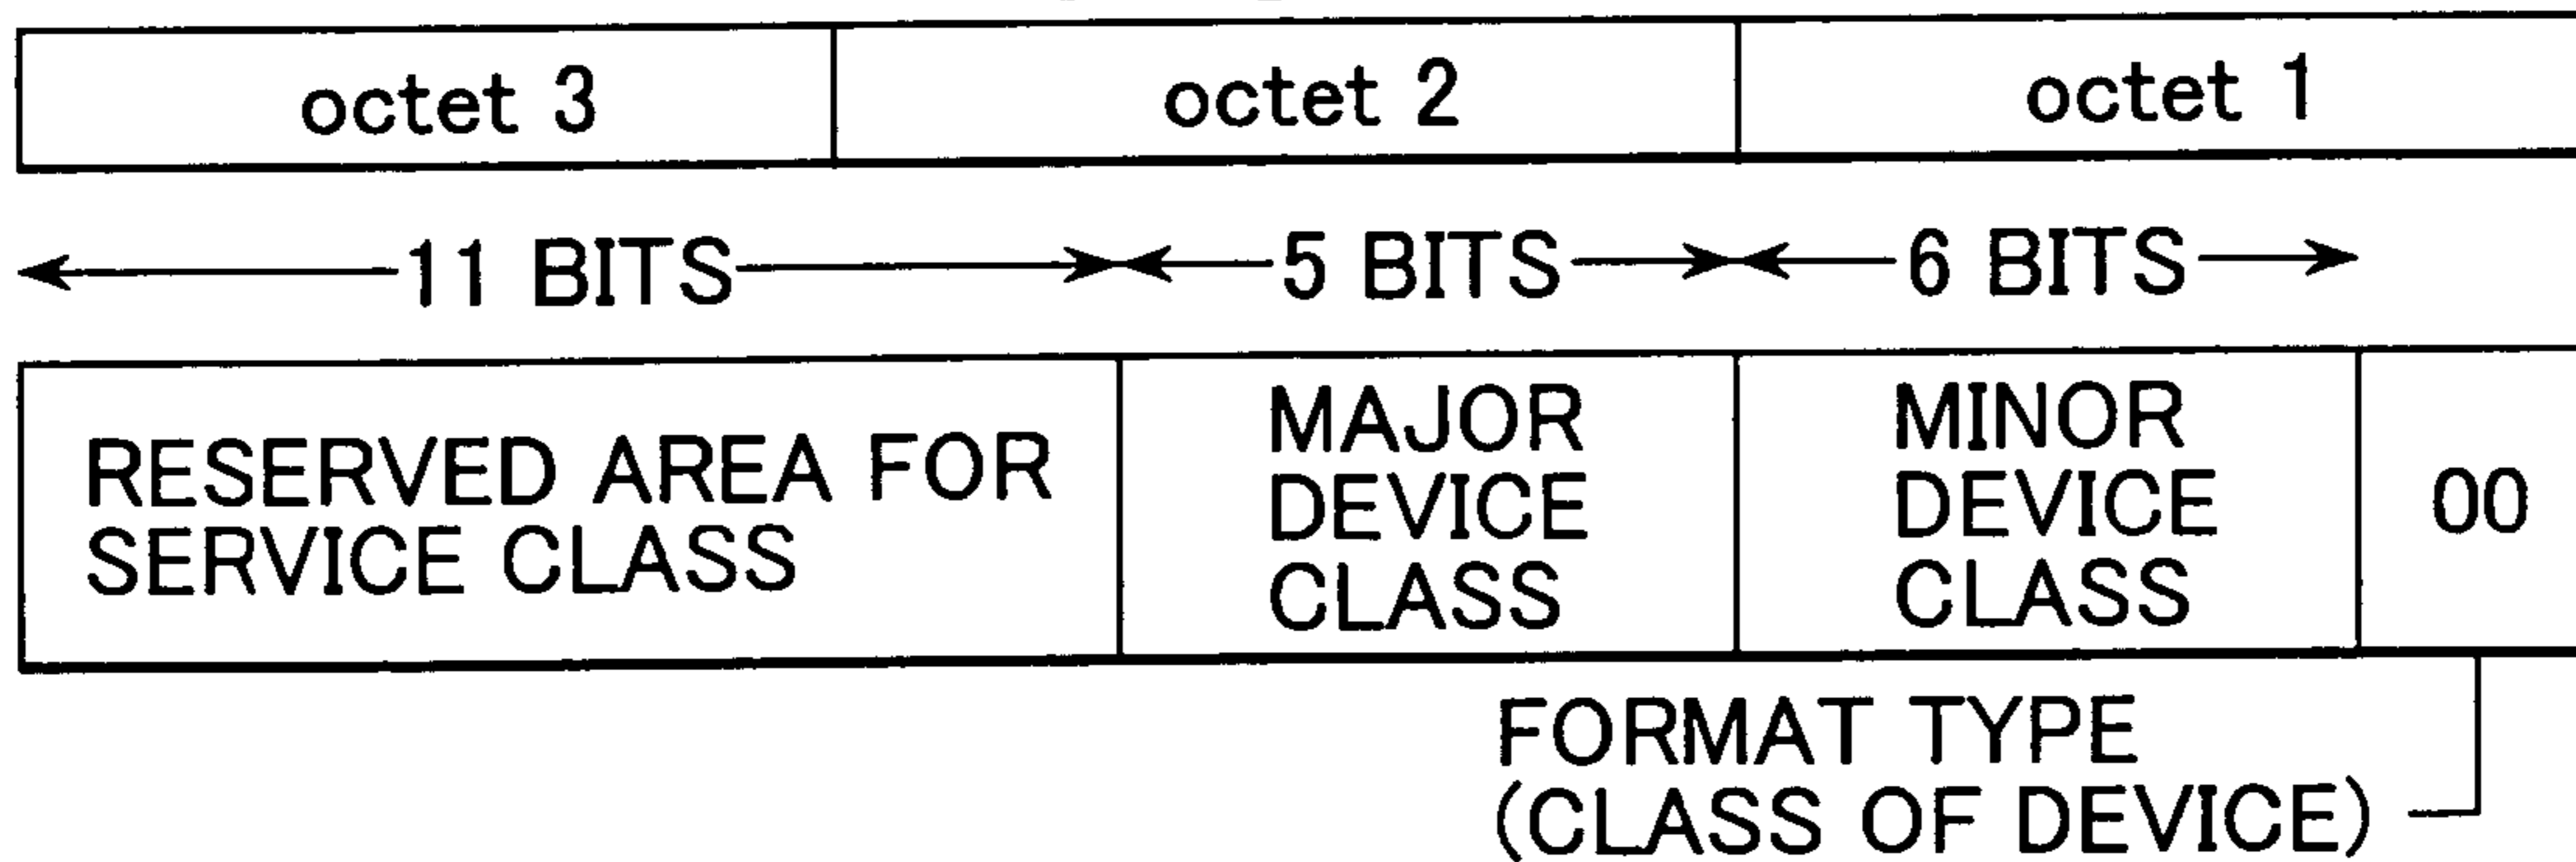 octet 3 octet 2 octet 1
11 BITS 5 BITS 6 BITS
RESERVED AREA FOR
SERVICE CLASS
MAJOR
DEVICE
CLASS
MINOR
DEVICE
CLASS
00
FORMAT TYPE
(CLASS OF DEVICE)